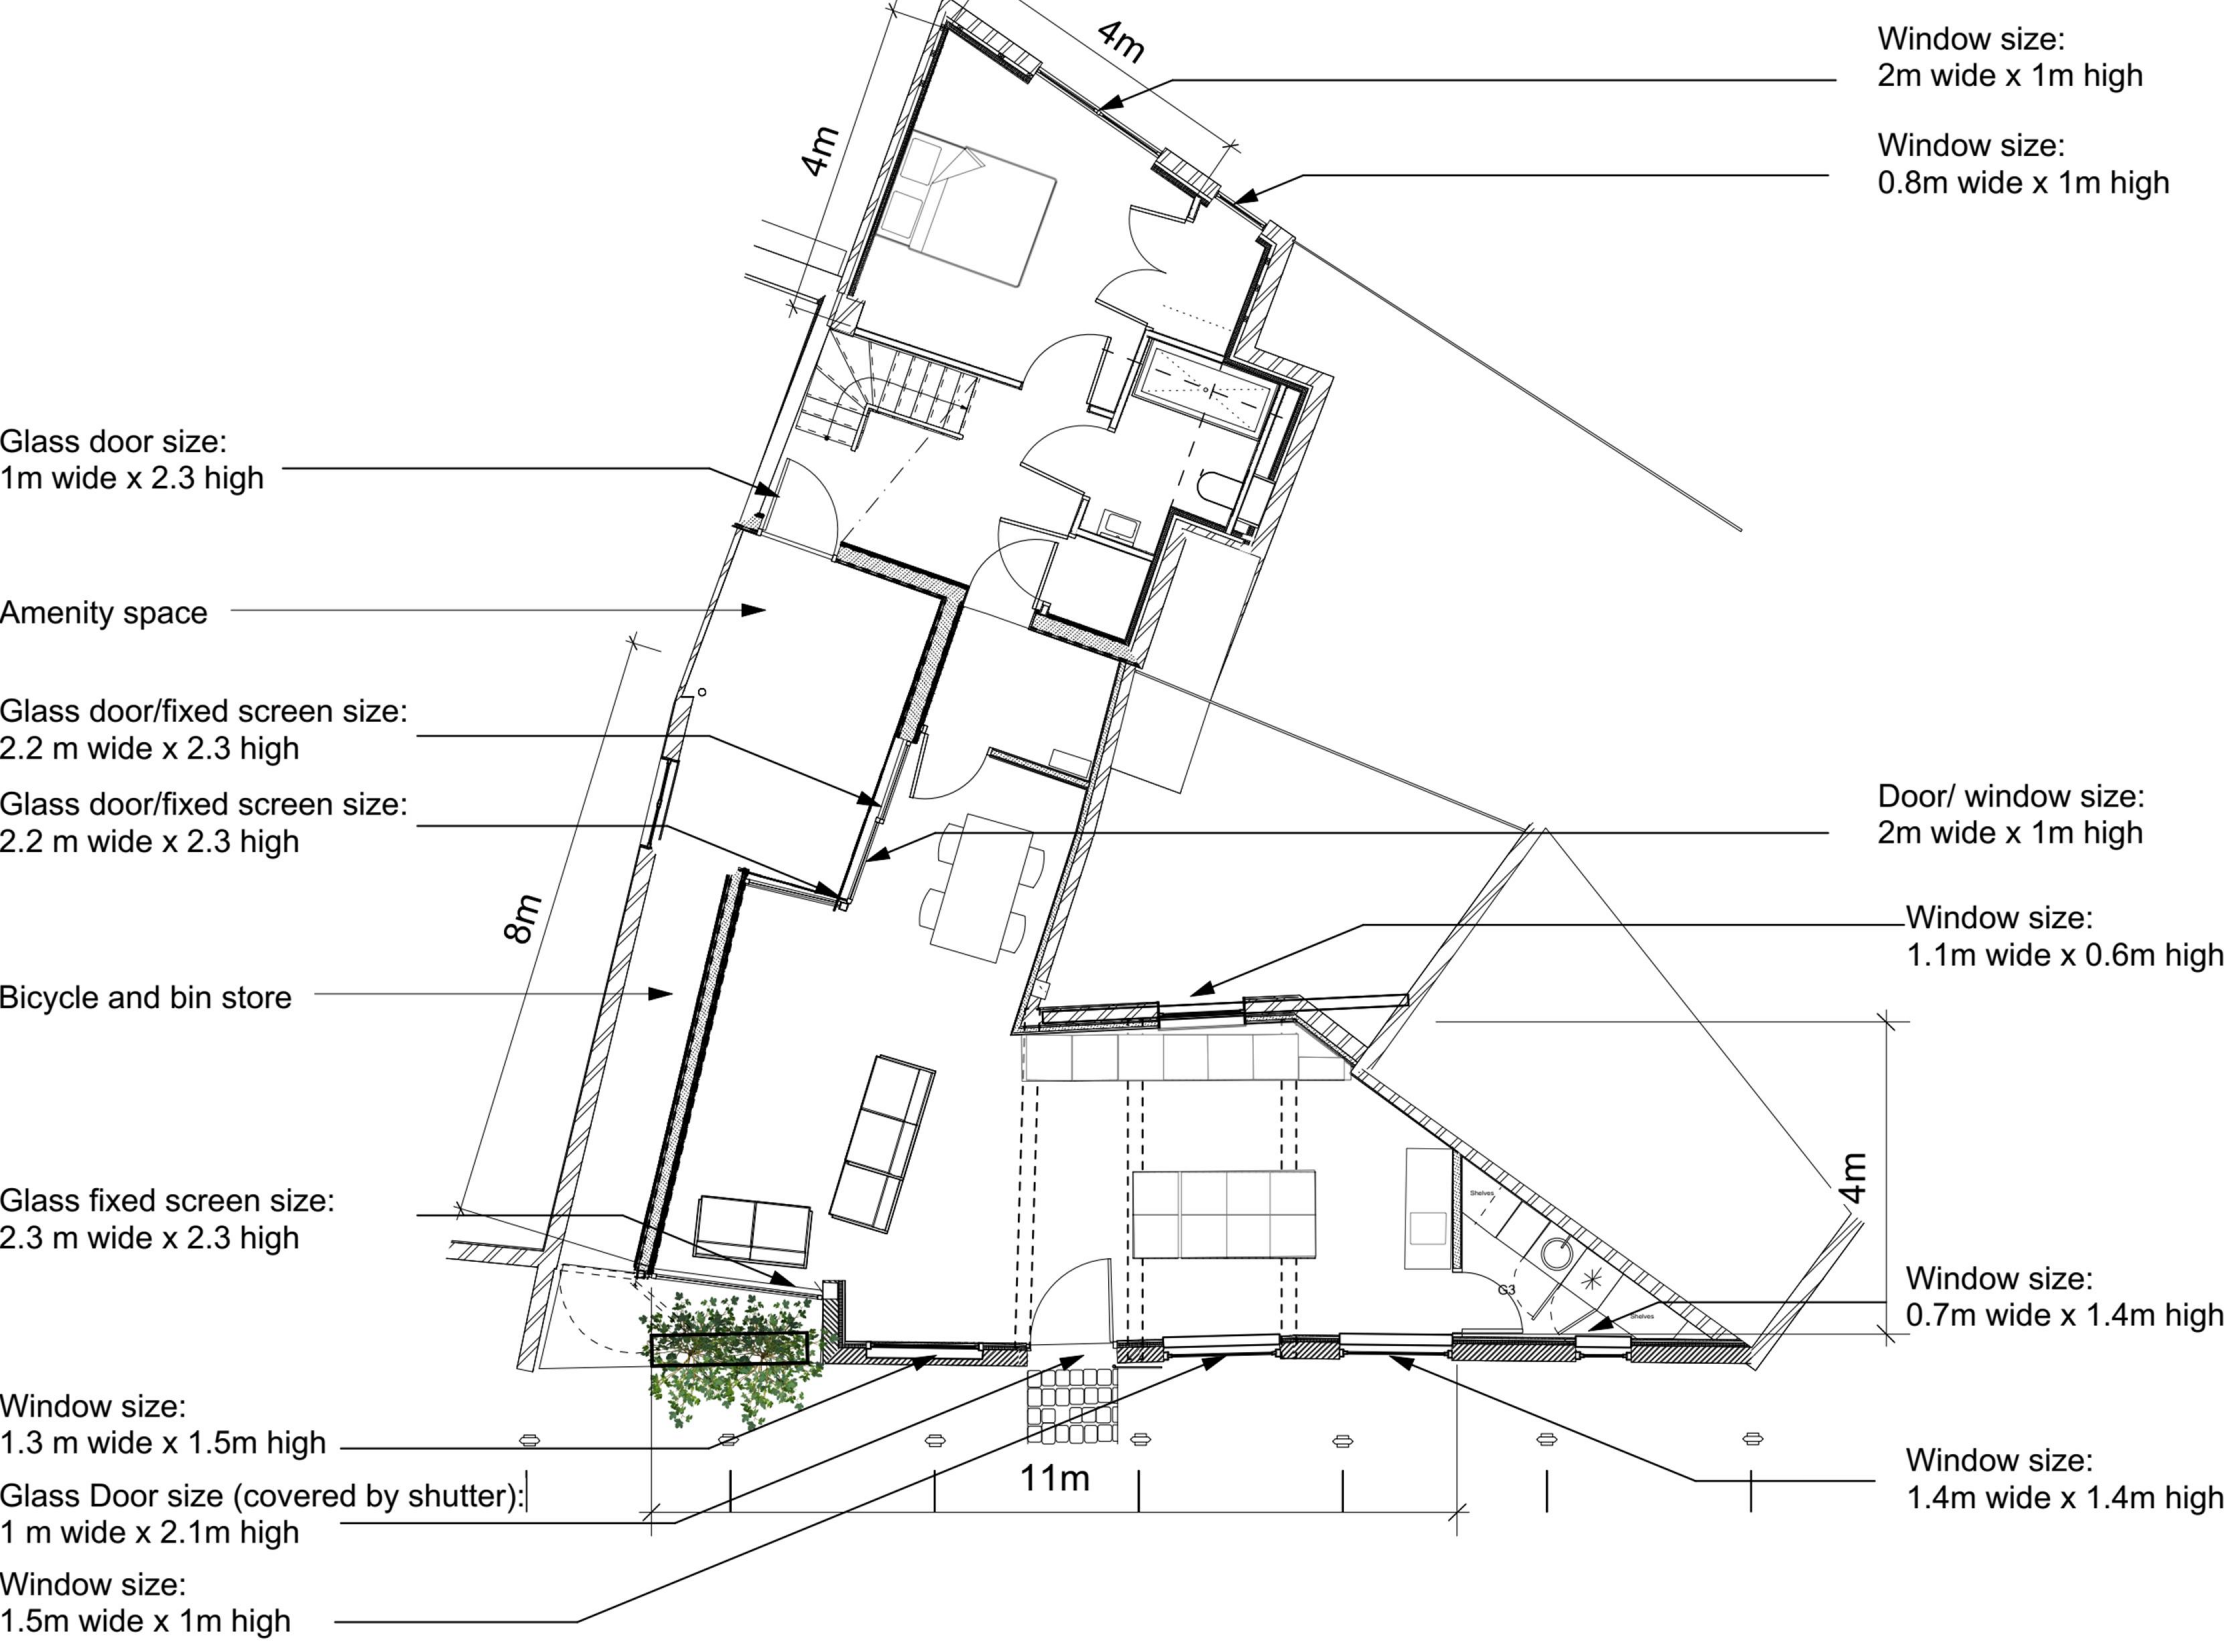 4m
Window size:
2m wide x 1m high
4m
Window size:
0.8m wide x 1m high
Glass door size:
1m wide x 2.3 high
Amenity space
Glass door/fixed screen size:
2.2 m wide x 2.3 high
Glass door/fixed screen size:
2.2 m wide x 2.3 high
Door/ window size:
2m wide x 1m high
8m
Window size:
1.1m wide x 0.6m high
Bicycle and bin store
4m
Shelves
Glass fixed screen size:
2.3 m wide x 2.3 high
G3
Shelves
Window size:
0.7m wide x 1.4m high
Window size:
1.3 m wide x 1.5m high
11m
Window size:
1.4m wide x 1.4m high
Glass Door size (covered by shutter):
1 m wide x 2.1m high
Window size:
1.5m wide x 1m high